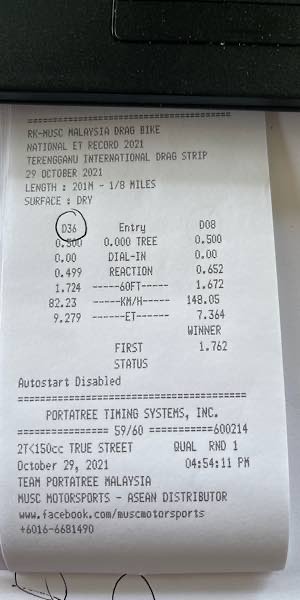 ==========================================
RK-MUSC MALAYSIA DRAG BIKE
NATIONAL ET RECORD 2021
TERENGGANU INTERNATIONAL DRAG STRIP
29 OCTOBER 2021
LENGTH : 201M - 1/8 MILES
SURFACE : DRY
D36 Entry D08
0.500 0.000 TREE 0.500
0.00 DIAL-IN 0.00
0.499 REACTION 0.652
1.724 -----60FT----- 1.672
82.23 -----KM/H----- 148.05
9.279 ------ET------ 7.364
WINNER
FIRST 1.762
STATUS
Autostart Disabled
==========================================
PORTATREE TIMING SYSTEMS, INC.
================ 59/60 ===========600214
2T<150cc TRUE STREET QUAL RND 1
October 29, 2021 04:54:11 PM
TEAM PORTATREE MALAYSIA
MUSC MOTORSPORTS - ASEAN DISTRIBUTOR
www.facebook.com/muscmotorsports
+6016-6681490